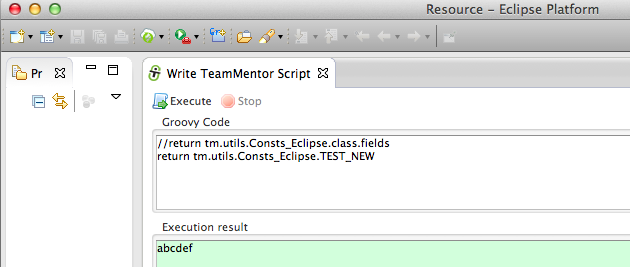 Resource – Eclipse Platform
Pr
Write TeamMentor Script
Execute Stop
Groovy Code
//return tm.utils.Consts_Eclipse.class.fields
return tm.utils.Consts_Eclipse.TEST_NEW
Execution result
abcdef